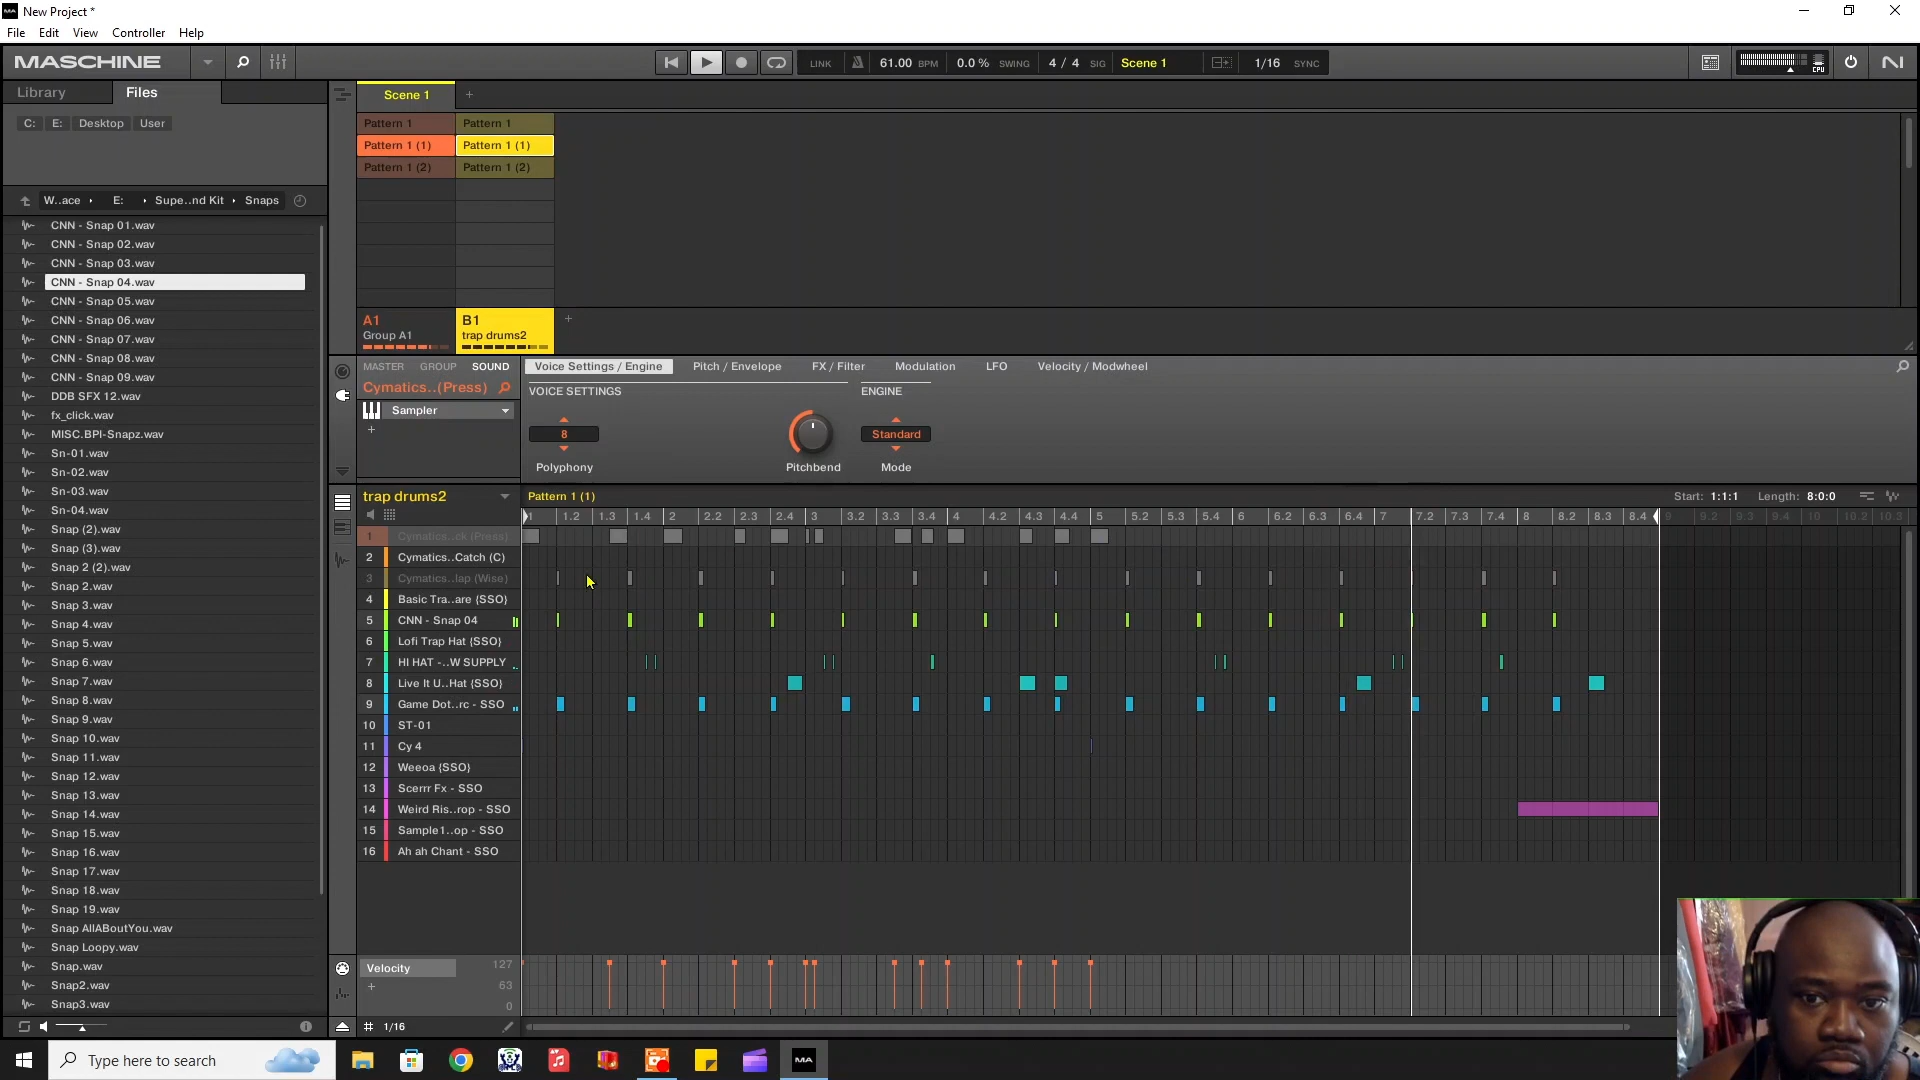 New Project *
File Edit View Controller Help
MASCHINE
LINK 61.00 BPM 0.0 % SWING 4 / 4 SIG Scene 1 1/16 SYNC
CPU
Library Files
C: E: Desktop User
W..ace E: Supe..nd Kit Snaps
CNN - Snap 01.wav
CNN - Snap 02.wav
CNN - Snap 03.wav
CNN - Snap 04.wav
CNN - Snap 05.wav
CNN - Snap 06.wav
CNN - Snap 07.wav
CNN - Snap 08.wav
CNN - Snap 09.wav
DDB SFX 12.wav
fx_click.wav
MISC.BPI-Snapz.wav
Sn-01.wav
Sn-02.wav
Sn-03.wav
Sn-04.wav
Snap (2).wav
Snap (3).wav
Snap 2 (2).wav
Snap 2.wav
Snap 3.wav
Snap 4.wav
Snap 5.wav
Snap 6.wav
Snap 7.wav
Snap 8.wav
Snap 9.wav
Snap 10.wav
Snap 11.wav
Snap 12.wav
Snap 13.wav
Snap 14.wav
Snap 15.wav
Snap 16.wav
Snap 17.wav
Snap 18.wav
Snap 19.wav
Snap AllABoutYou.wav
Snap Loopy.wav
Snap.wav
Snap2.wav
Snap3.wav
Scene 1 +
Pattern 1 Pattern 1
Pattern 1 (1) Pattern 1 (1)
Pattern 1 (2) Pattern 1 (2)
A1 B1 +
Group A1 trap drums2
MASTER GROUP SOUND Voice Settings / Engine Pitch / Envelope FX / Filter Modulation LFO Velocity / Modwheel
Cymatics..(Press) VOICE SETTINGS ENGINE
Sampler
+
8 Standard
Polyphony Pitchbend Mode
trap drums2 Pattern 1 (1) Start: 1:1:1 Length: 8:0:0
1 1.2 1.3 1.4 2 2.2 2.3 2.4 3 3.2 3.3 3.4 4 4.2 4.3 4.4 5 5.2 5.3 5.4 6 6.2 6.3 6.4 7 7.2 7.3 7.4 8 8.2 8.3 8.4 9 9.2 9.3 9.4 10 10.2 10.3
1 Cymatics..ck (Press)
2 Cymatics..Catch (C)
3 Cymatics..lap (Wise)
4 Basic Tra..are {SSO}
5 CNN - Snap 04
6 Lofi Trap Hat {SSO}
7 HI HAT -..W SUPPLY
8 Live It U..Hat {SSO}
9 Game Dot..rc - SSO
10 ST-01
11 Cy 4
12 Weeoa {SSO}
13 Scerrr Fx - SSO
14 Weird Ris..rop - SSO
15 Sample1..op - SSO
16 Ah ah Chant - SSO
Velocity 127
+ 63
0
1/16
Type here to search
MA